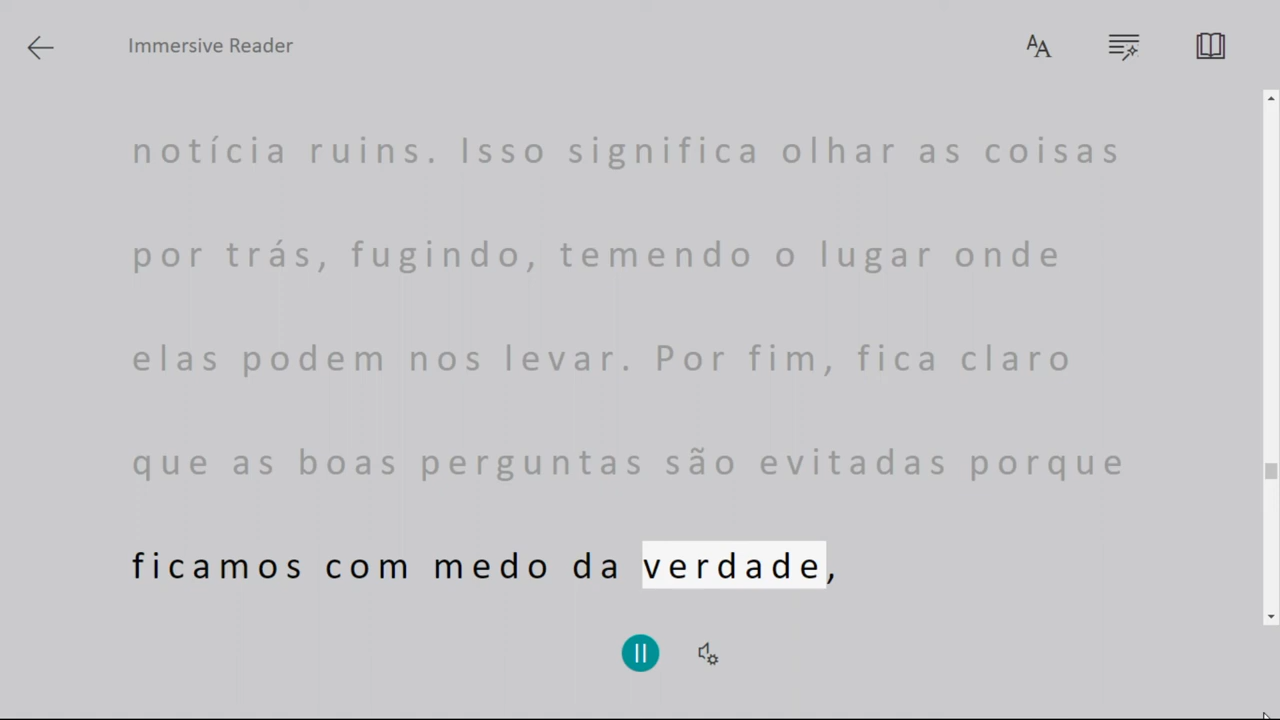 Immersive Reader
notícia ruins. Isso significa olhar as coisas
por trás, fugindo, temendo o lugar onde
elas podem nos levar. Por fim, fica claro
que as boas perguntas são evitadas porque
ficamos com medo da verdade,